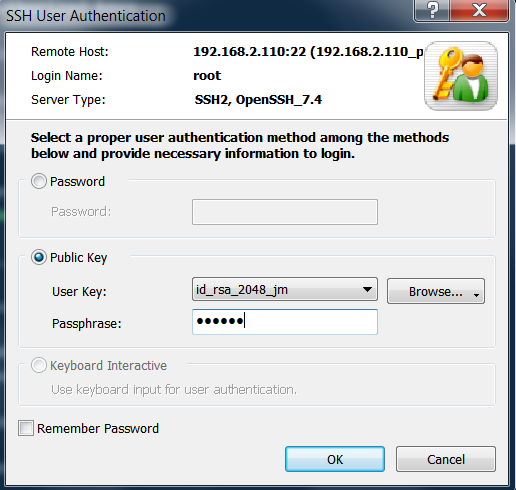 SSH User Authentication
Remote Host: 192.168.2.110:22 (192.168.2.110_p
Login Name: root
Server Type: SSH2, OpenSSH_7.4
Select a proper user authentication method among the methods
below and provide necessary information to login.
Password
Password:
Public Key
User Key: id_rsa_2048_jm Browse...
Passphrase: ●●●●●●
Keyboard Interactive
Use keyboard input for user authentication.
Remember Password
OK Cancel